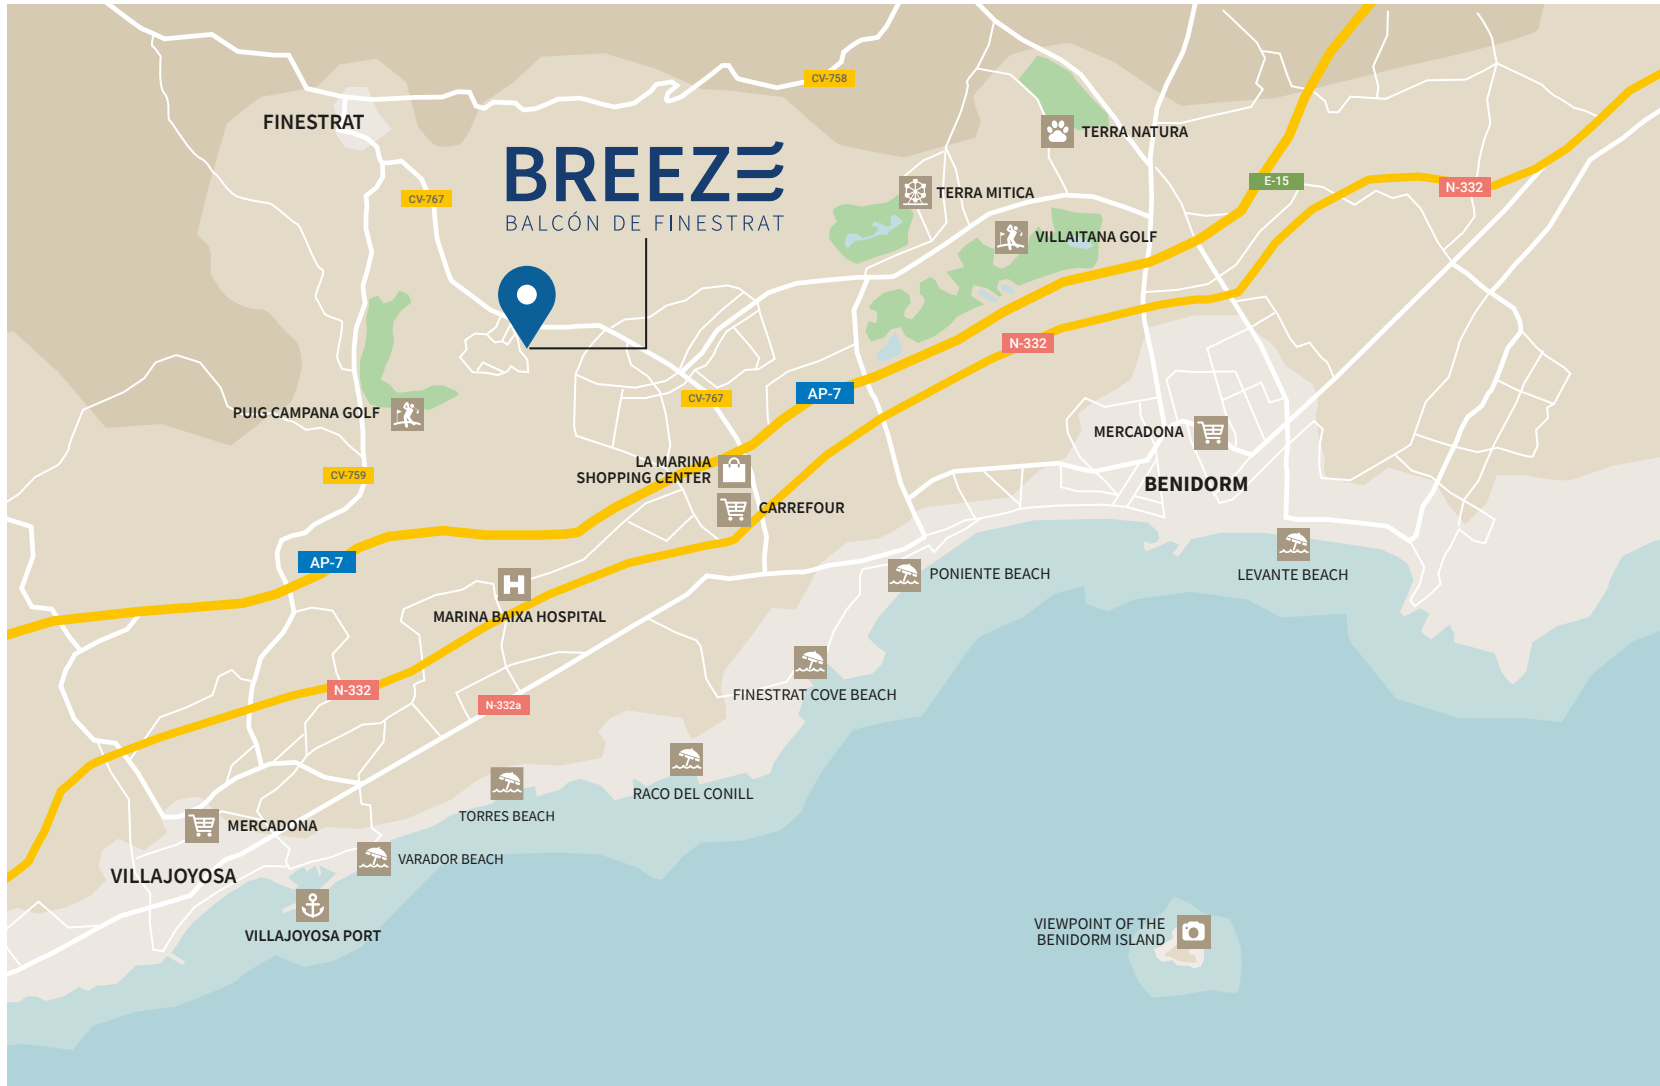 CV-758
FINESTRAT
TERRA NATURA
BREEZE
BALCÓN DE FINESTRAT
CV-767
TERRA MITICA
E-15
N-332
VILLAITANA GOLF
N-332
CV-767
AP-7
PUIG CAMPANA GOLF
MERCADONA
LA MARINA
SHOPPING CENTER
CV-759
BENIDORM
CARREFOUR
AP-7
PONIENTE BEACH
LEVANTE BEACH
MARINA BAIXA HOSPITAL
N-332
FINESTRAT COVE BEACH
N-332a
RACO DEL CONILL
TORRES BEACH
MERCADONA
VARADOR BEACH
VILLAJOYOSA
VILLAJOYOSA PORT
VIEWPOINT OF THE
BENIDORM ISLAND